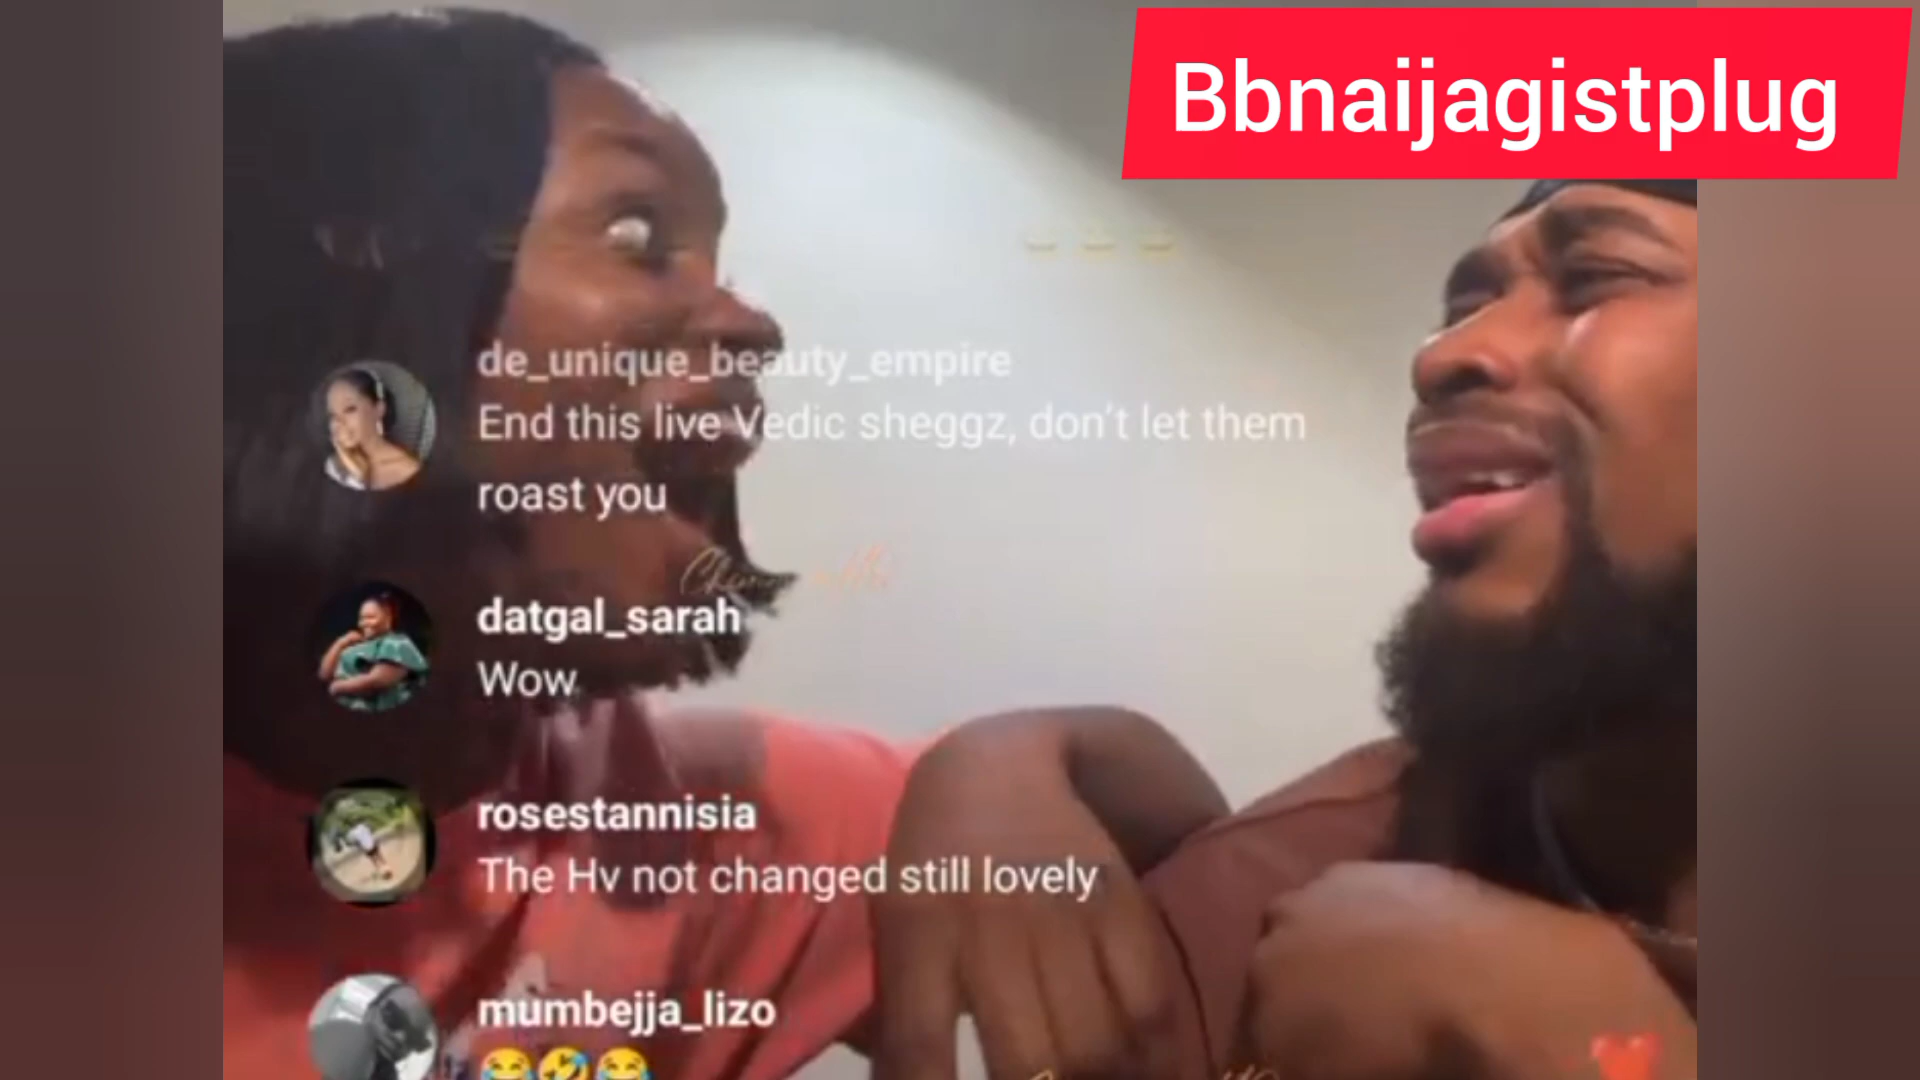 Bbnaijagistplug
de_unique_beauty_empire
End this live Vedic sheggz, don't let them
roast you
datgal_sarah
Wow
rosestannisia
The Hv not changed still lovely
mumbejja_lizo
😂🤣😂